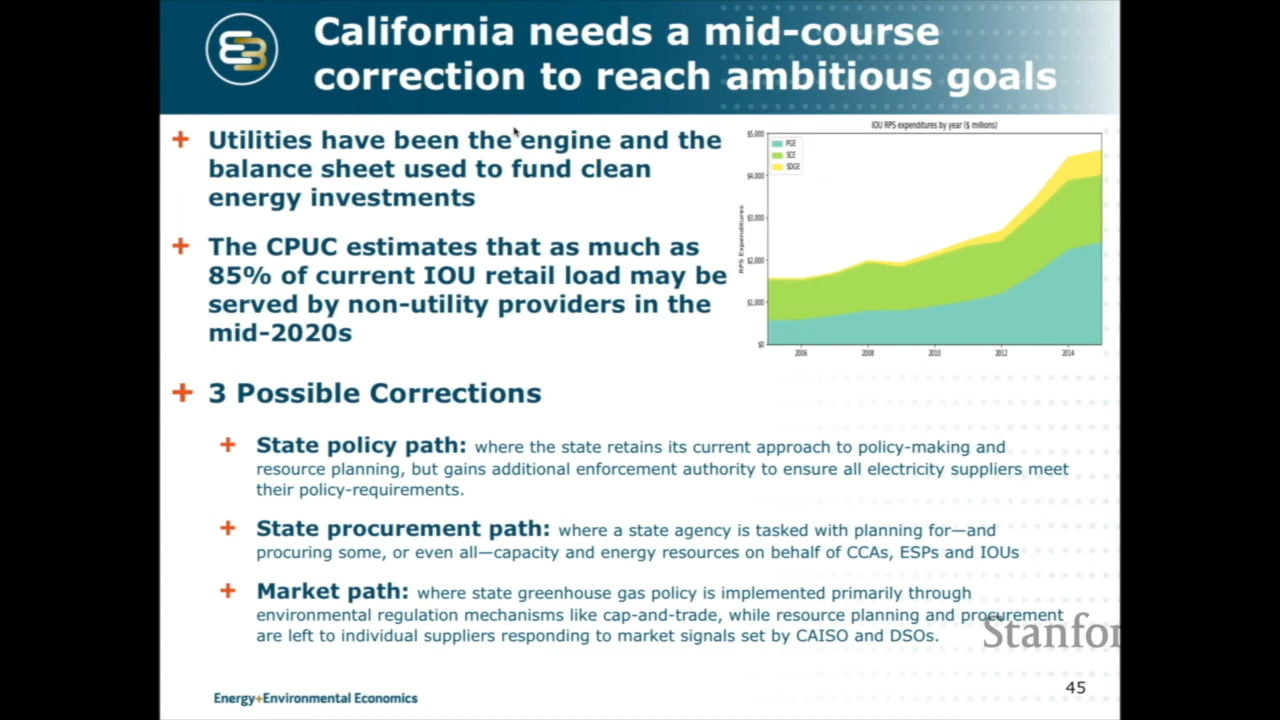 California needs a mid-course
correction to reach ambitious goals
+ Utilities have been the engine and the
balance sheet used to fund clean
energy investments
+ The CPUC estimates that as much as
85% of current IOU retail load may be
served by non-utility providers in the
mid-2020s
IOU RPS expenditures by year ($ millions)
PGE
SCE
SDGE
RPS Expenditures
$5,000
$4,000
$3,000
$2,000
$1,000
$0
2006 2008 2010 2012 2014
+ 3 Possible Corrections
+ State policy path: where the state retains its current approach to policy-making and
resource planning, but gains additional enforcement authority to ensure all electricity suppliers meet
their policy-requirements.
+ State procurement path: where a state agency is tasked with planning for—and
procuring some, or even all—capacity and energy resources on behalf of CCAs, ESPs and IOUs
+ Market path: where state greenhouse gas policy is implemented primarily through
environmental regulation mechanisms like cap-and-trade, while resource planning and procurement
are left to individual suppliers responding to market signals set by CAISO and DSOs.
Stanfor
Energy+Environmental Economics
45